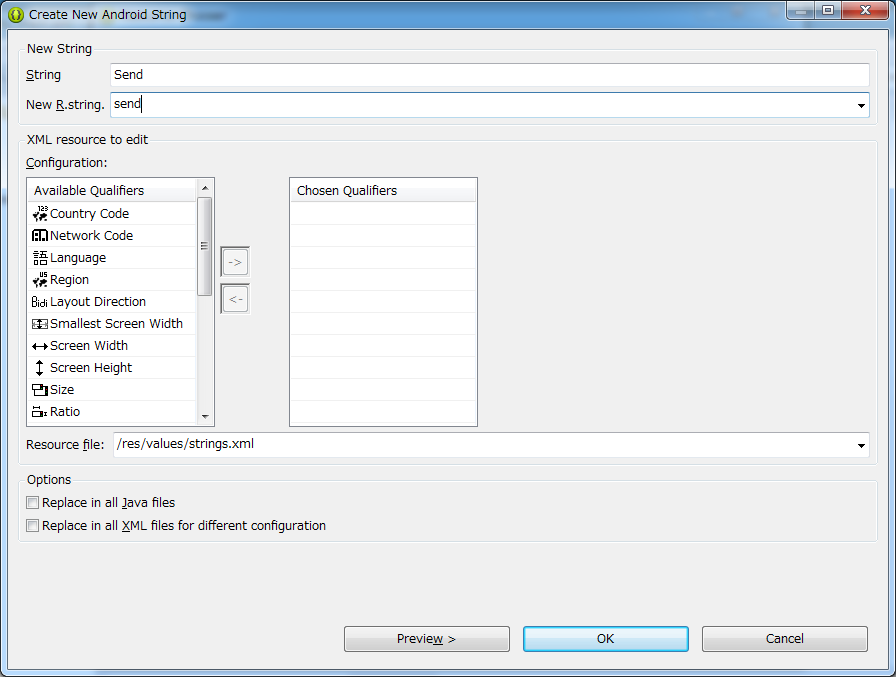 Create New Android String
New String
String Send
New R.string. send
XML resource to edit
Configuration:
Available Qualifiers
Country Code
Network Code
Language
Region
Layout Direction
Smallest Screen Width
Screen Width
Screen Height
Size
Ratio
->
<-
Chosen Qualifiers
Resource file: /res/values/strings.xml
Options
Replace in all Java files
Replace in all XML files for different configuration
Preview >
OK
Cancel